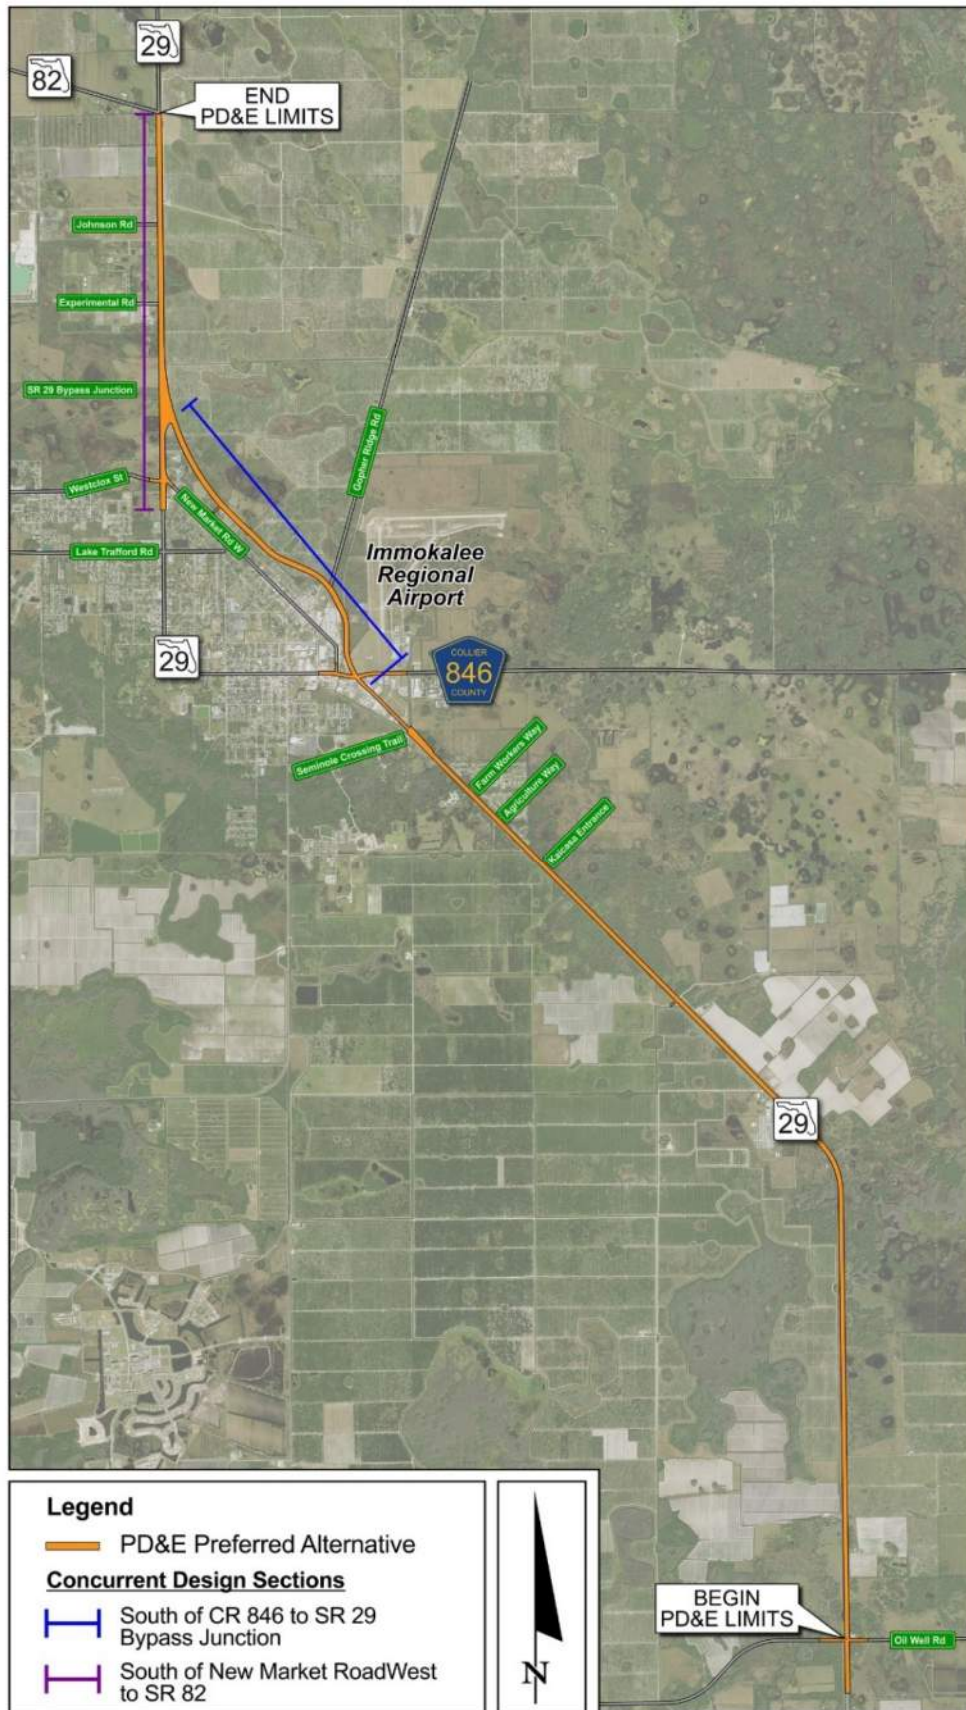 29
82
END
PD&E LIMITS
Johnson Rd
Experimental Rd
SR 29 Bypass Junction
Gopher Ridge Rd
Westclox St
New Market Rd W
Lake Trafford Rd
Immokalee
Regional
Airport
29
COLLIER
846
COUNTY
Seminole Crossing Trail
Farm Workers Way
Agriculture Way
Kaicasa Entrance
29
BEGIN
PD&E LIMITS
Oil Well Rd
Legend
PD&E Preferred Alternative
Concurrent Design Sections
South of CR 846 to SR 29
Bypass Junction
South of New Market RoadWest
to SR 82
N